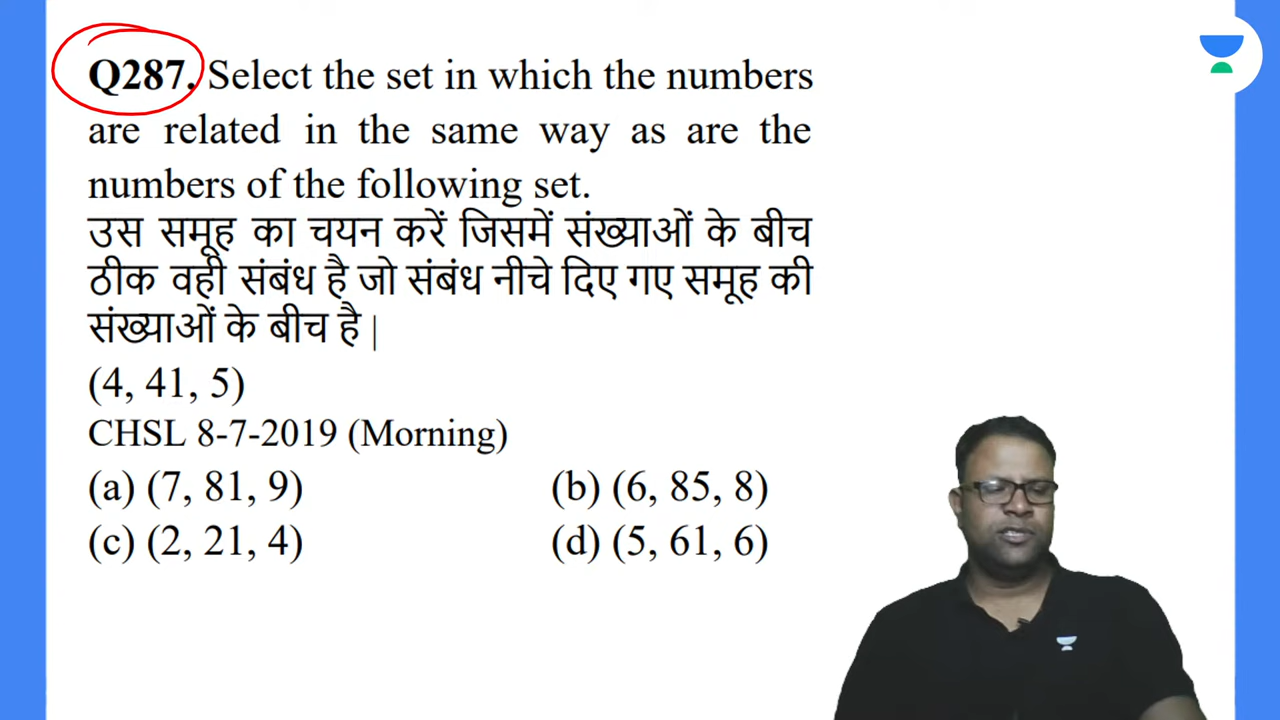 Q287. Select the set in which the numbers
are related in the same way as are the
numbers of the following set.
उस समूह का चयन करें जिसमें संख्याओं के बीच
ठीक वही संबंध है जो संबंध नीचे दिए गए समूह की
संख्याओं के बीच है |
(4, 41, 5)
CHSL 8-7-2019 (Morning)
(a) (7, 81, 9) (b) (6, 85, 8)
(c) (2, 21, 4) (d) (5, 61, 6)